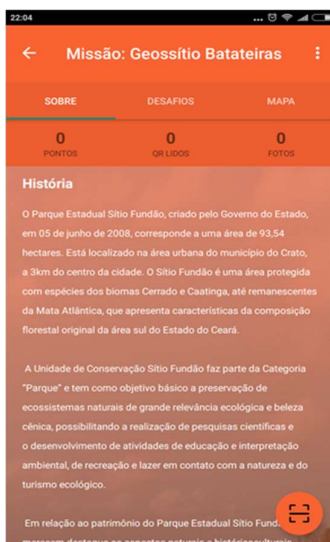 22:04
Missão: Geossítio Batateiras
SOBRE DESAFIOS MAPA
0 0 0
PONTOS QR LIDOS FOTOS
História
O Parque Estadual Sítio Fundão, criado pelo Governo do Estado,
em 05 de junho de 2008, corresponde a uma área de 93,54
hectares. Está localizado na área urbana do município do Crato,
a 3km do centro da cidade. O Sítio Fundão é uma área protegida
com espécies dos biomas Cerrado e Caatinga, até remanescentes
da Mata Atlântica, que apresenta características da composição
florestal original da área sul do Estado do Ceará.
A Unidade de Conservação Sítio Fundão faz parte da Categoria
"Parque" e tem como objetivo básico a preservação de
ecossistemas naturais de grande relevância ecológica e beleza
cênica, possibilitando a realização de pesquisas científicas e
o desenvolvimento de atividades de educação e interpretação
ambiental, de recreação e lazer em contato com a natureza e do
turismo ecológico.
Em relação ao patrimônio do Parque Estadual Sítio